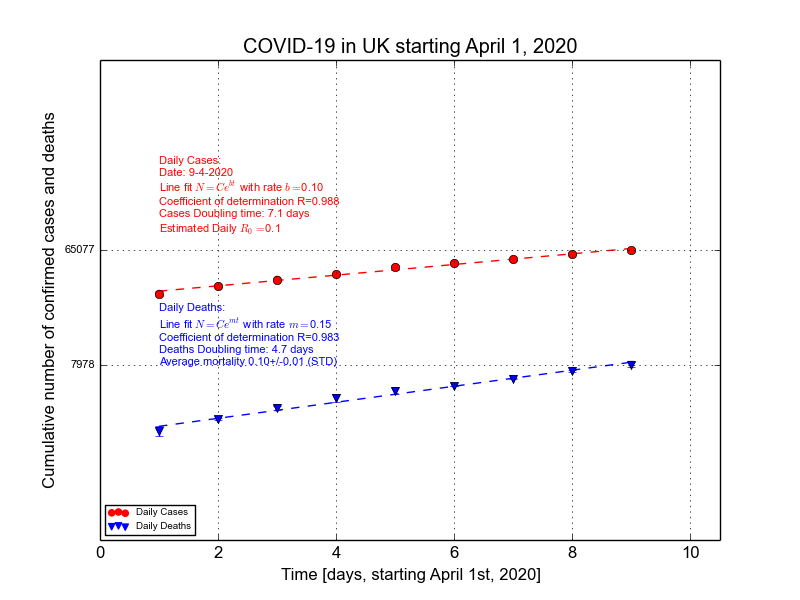 COVID-19 in UK starting April 1, 2020
Cumulative number of confirmed cases and deaths
Daily Cases:
Date: 9-4-2020
Line fit N = Ce^{bt} with rate b =0.10
Coefficient of determination R=0.988
Cases Doubling time: 7.1 days
Estimated Daily R_0 =0.1
65077
Daily Deaths:
Line fit N = Ce^{mt} with rate m =0.15
Coefficient of determination R=0.983
Deaths Doubling time: 4.7 days
Average mortality 0.10+/-0.01 (STD)
7978
Daily Cases
Daily Deaths
0 2 4 6 8 10
Time [days, starting April 1st, 2020]